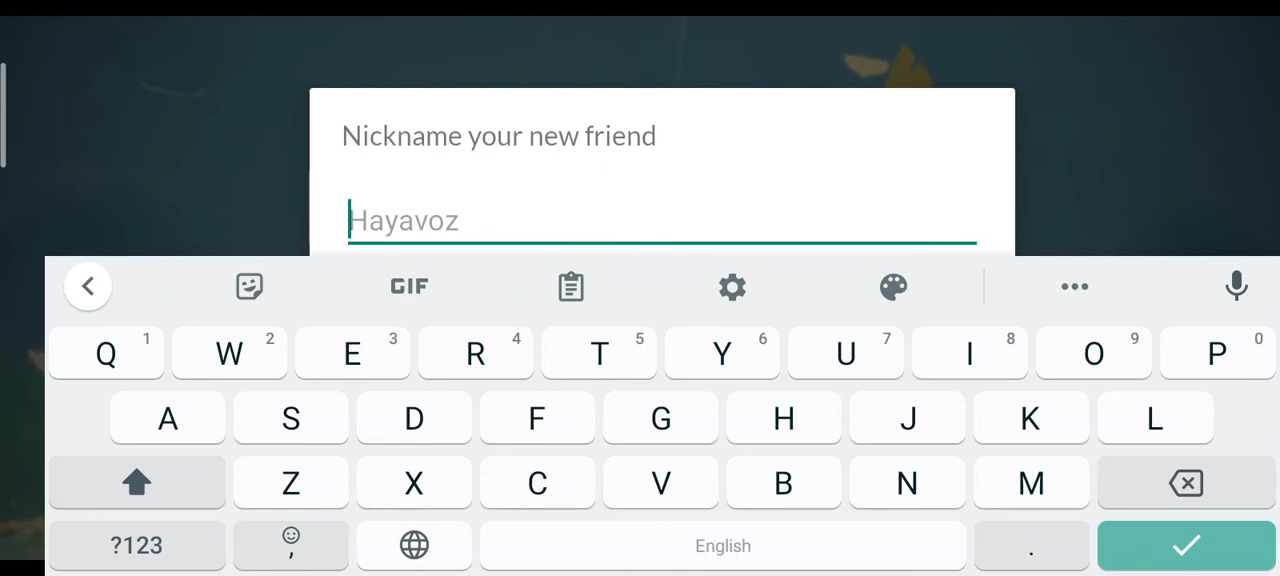 Nickname your new friend
Hayavoz
GIF
Q 1 W 2 E 3 R 4 T 5 Y 6 U 7 I 8 O 9 P 0
A S D F G H J K L
Z X C V B N M
?123 , English .